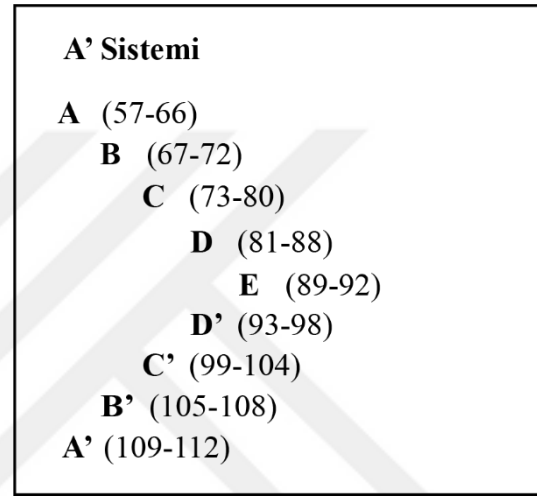 A’ Sistemi
A (57-66)
B (67-72)
C (73-80)
D (81-88)
E (89-92)
D’ (93-98)
C’ (99-104)
B’ (105-108)
A’ (109-112)